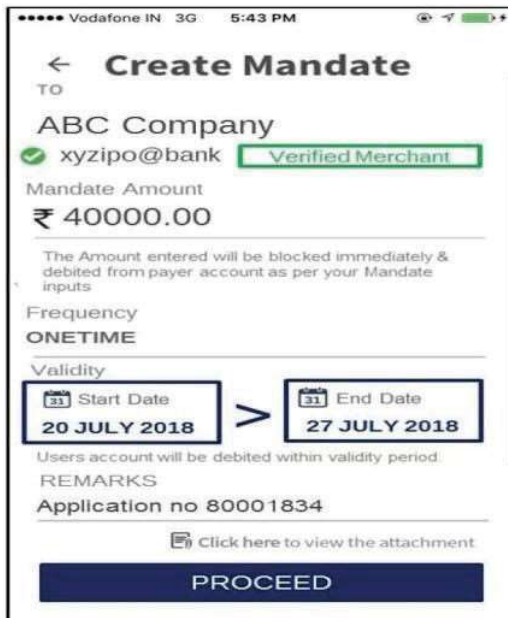 Vodafone IN 3G 5:43 PM
← Create Mandate
TO
ABC Company
xyzipo@bank Verified Merchant
Mandate Amount
₹ 40000.00
The Amount entered will be blocked immediately &
debited from payer account as per your Mandate
inputs
Frequency
ONETIME
Validity
31 Start Date > 31 End Date
20 JULY 2018 27 JULY 2018
Users account will be debited within validity period
REMARKS
Application no 80001834
Click here to view the attachment
PROCEED